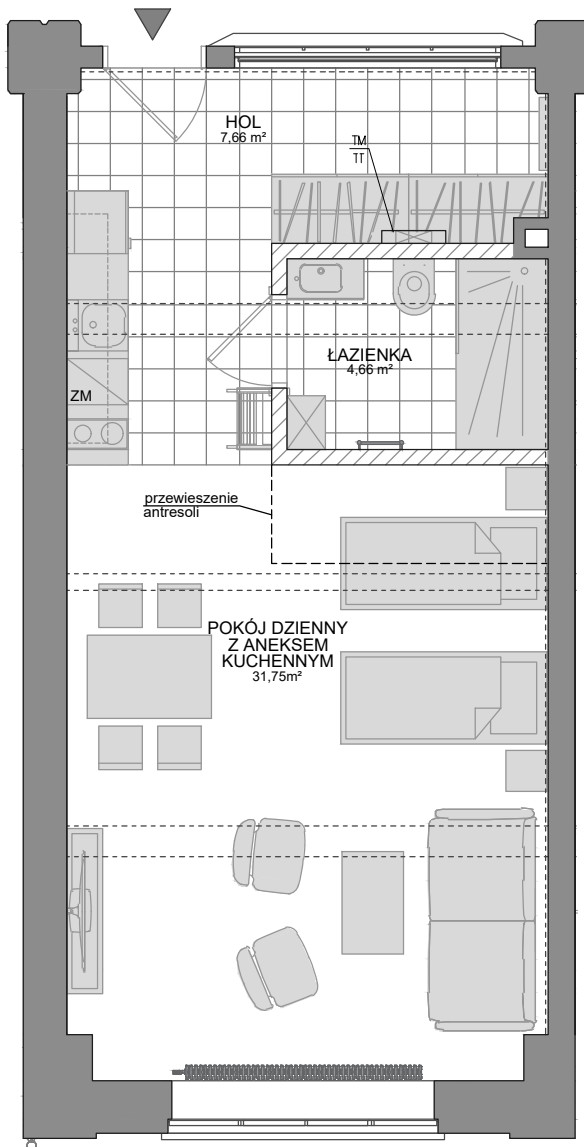 HOL
7,66 m²
TM
TT
ŁAZIENKA
4,66 m²
ZM
przewieszenie
antresoli
POKÓJ DZIENNY
Z ANEKSEM
KUCHENNYM
31,75m²